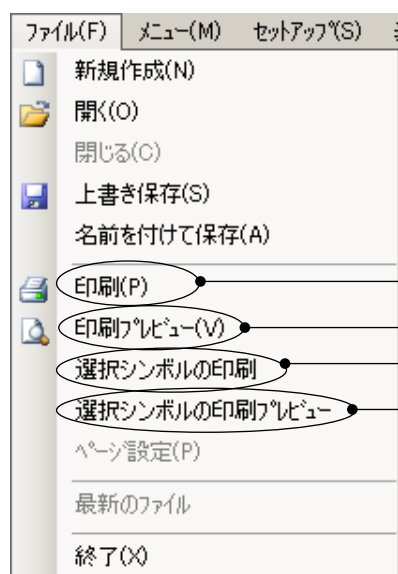 ﾌｧｲﾙ(F) ﾒﾆｭｰ(M) ｾｯﾄｱｯﾌﾟ(S)
新規作成(N)
開く(O)
閉じる(C)
上書き保存(S)
名前を付けて保存(A)
印刷(P)
印刷ﾌﾟﾚﾋﾞｭｰ(V)
選択シンボルの印刷
選択シンボルの印刷ﾌﾟﾚﾋﾞｭｰ
ﾍﾟｰｼﾞ設定(P)
最新のﾌｧｲﾙ
終了(X)